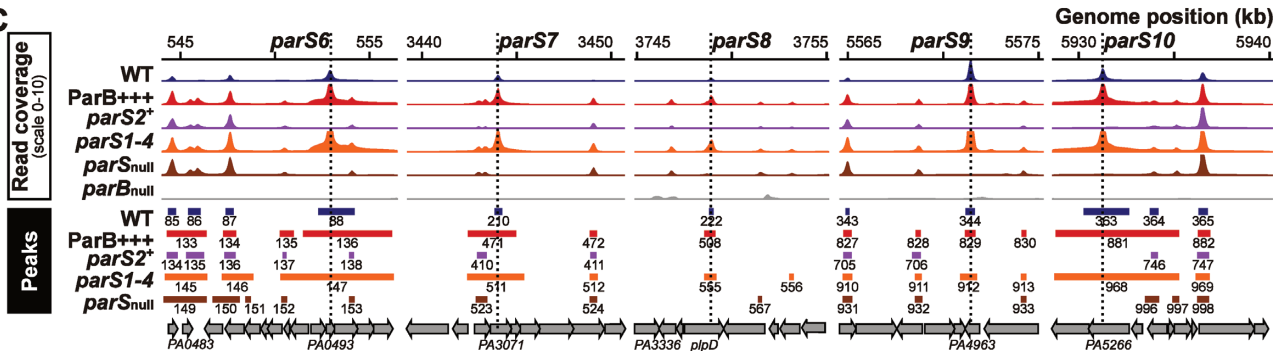 C
Genome position (kb)
545 parS6 555 3440 parS7 3450 3745 parS8 3755 5565 parS9 5575 5930 parS10 5940
Read coverage
(scale 0-10)
WT
ParB+++
parS2+
parS1-4
parSnull
parBnull
Peaks
WT 85 86 87 88 210 222 343 344 363 364 365
ParB+++ 133 134 135 136 471 472 508 827 828 829 830 881 882
parS2+ 134 135 136 137 138 410 411 705 706 746 747
parS1-4 145 146 147 511 512 555 556 910 911 912 913 968 969
parSnull 149 150 151 152 153 523 524 567 931 932 933 996 997 998
PA0483 PA0493 PA3071 PA3336 plpD PA4963 PA5266